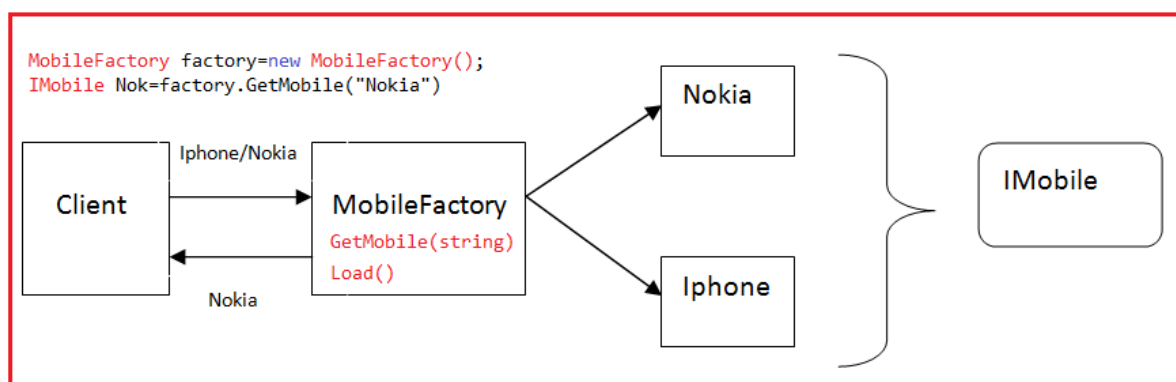 MobileFactory factory=new MobileFactory();
IMobile Nok=factory.GetMobile("Nokia")
Iphone/Nokia
Client
MobileFactory
GetMobile(string)
Load()
Nokia
Nokia
Iphone
IMobile